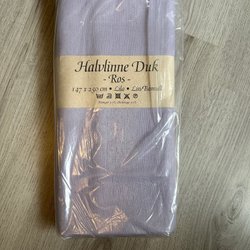 Halvlinne Duk
- Ros -
147 x 250 cm • Lila • Lin/Bomull